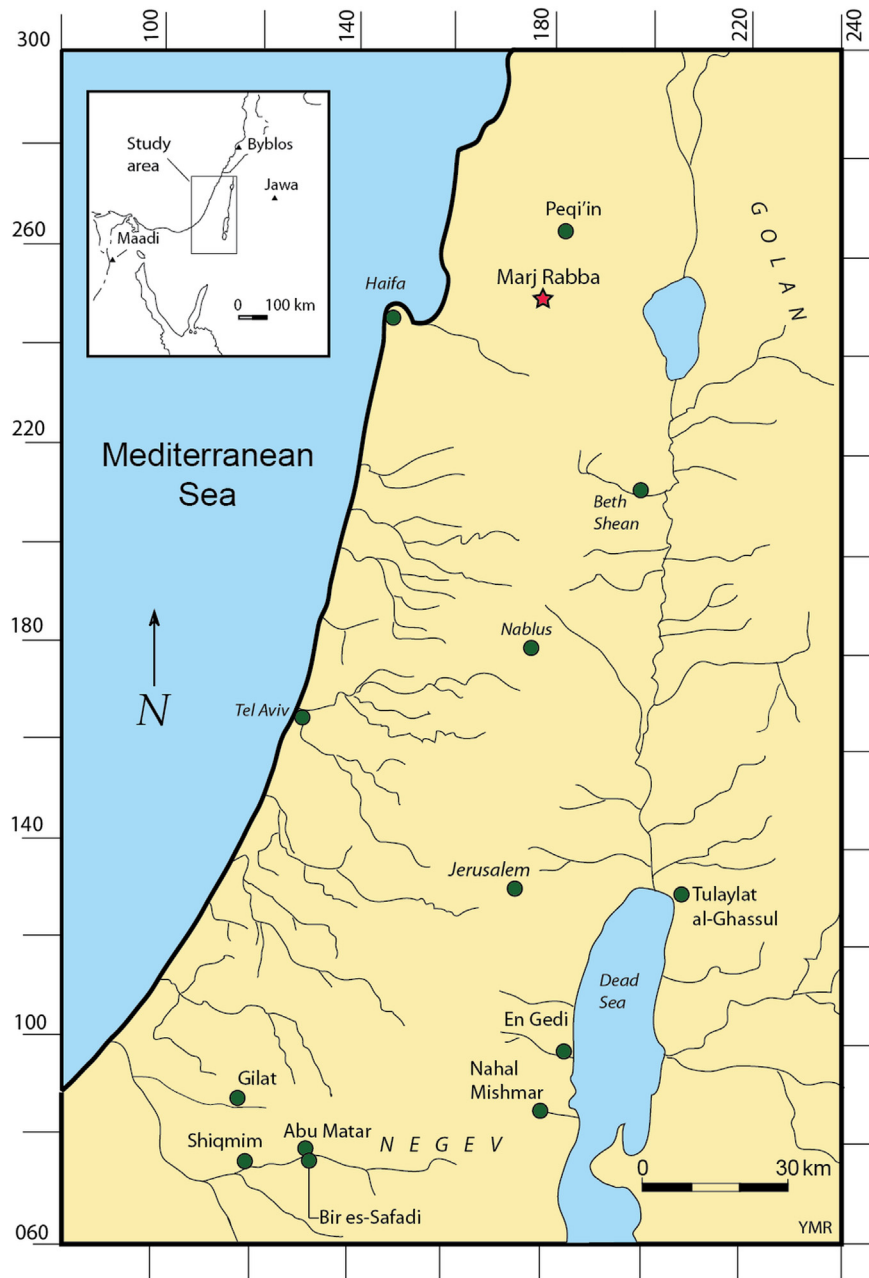 100
140
180
220
240
300
260
220
180
140
100
060
Study
area
Byblos
Jawa
Maadi
0 100 km
Peqi'in
Marj Rabba
Haifa
GOLAN
Mediterranean
Sea
Beth
Shean
Nablus
N
Tel Aviv
Jerusalem
Tulaylat
al-Ghassul
Dead
Sea
En Gedi
Nahal
Mishmar
Gilat
Shiqmim
Abu Matar
NEGEV
Bir es-Safadi
0 30 km
YMR